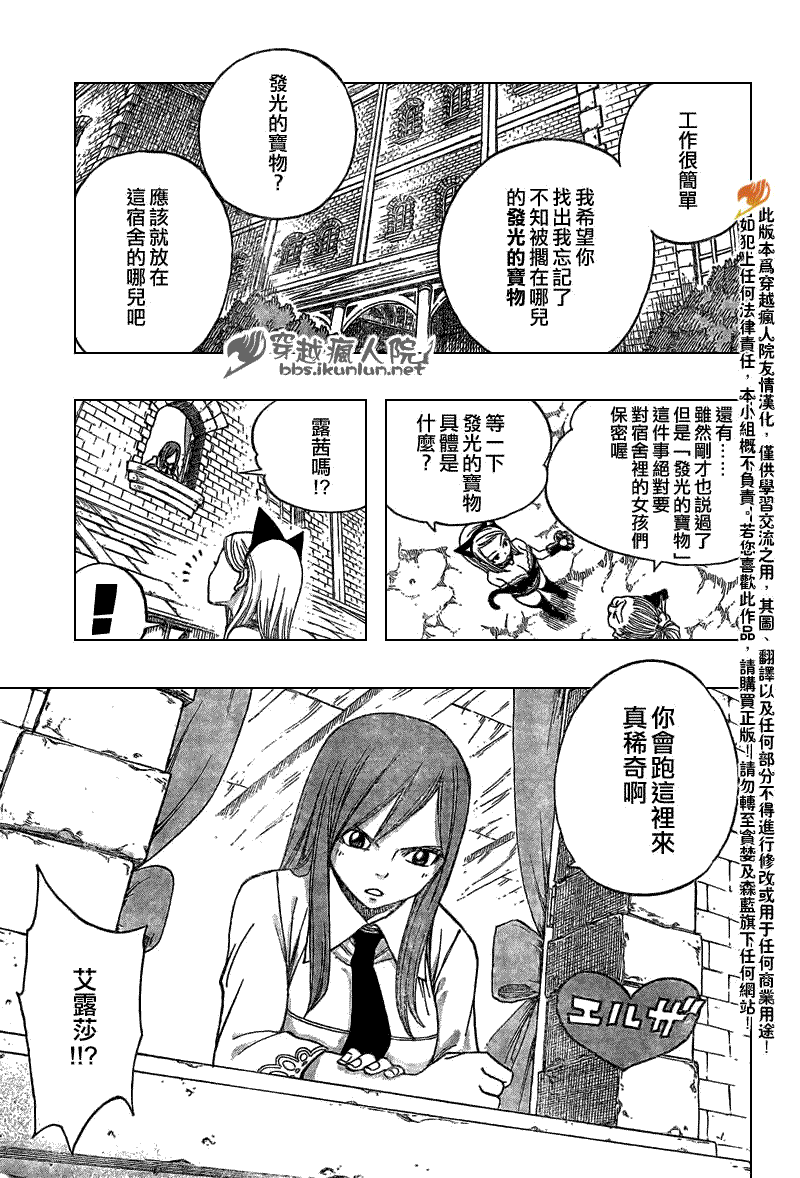 工作很簡單
我希望你
找出我忘記了
不知被擱在哪兒
的發光的寶物
發光的寶物？
應該就放在
這宿舍的哪兒吧
穿越瘋人院
bbs.ikunlun.net
還有……
雖然剛才也説過了
但是「發光的寶物」
這件事絕對要
對宿舍裡的女孩們
保密喔
等一下
發光的寶物
具體是
什麼？
露茜嗎!?
!
你會跑這裡來
真稀奇啊
エルザ
艾露莎
!!?
此版本爲穿越瘋人院友情漢化，僅供學習交流之用，其圖、翻譯以及任何部分不得進行修改或用于任何商業用途！
如犯上任何法律責任，本小組概不負責。若您喜歡此作品，請購買正版！請勿轉至貪婪及森藍旗下任何網站！